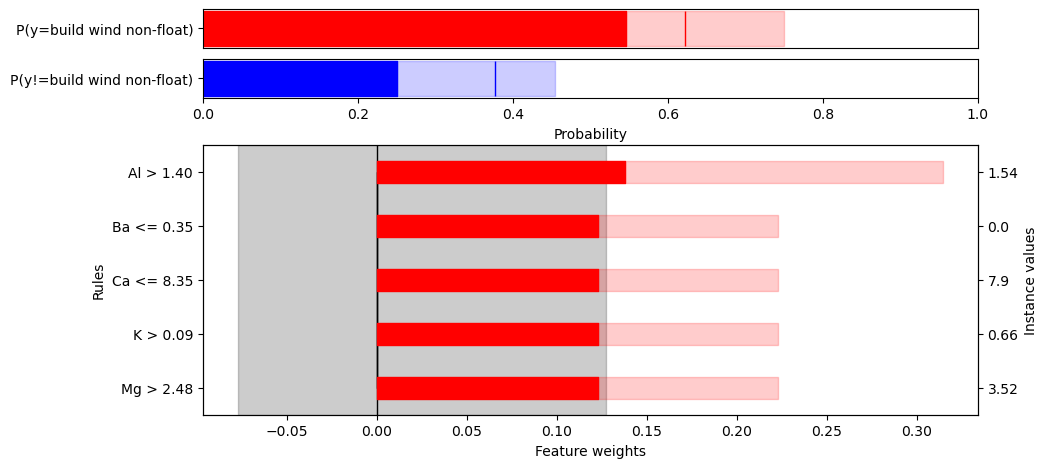 P(y=build wind non-float)
P(y!=build wind non-float)
0.0 0.2 0.4 0.6 0.8 1.0
Probability
Al > 1.40 1.54
Ba <= 0.35 0.0
Ca <= 8.35 7.9
K > 0.09 0.66
Mg > 2.48 3.52
Rules
Instance values
−0.05 0.00 0.05 0.10 0.15 0.20 0.25 0.30
Feature weights